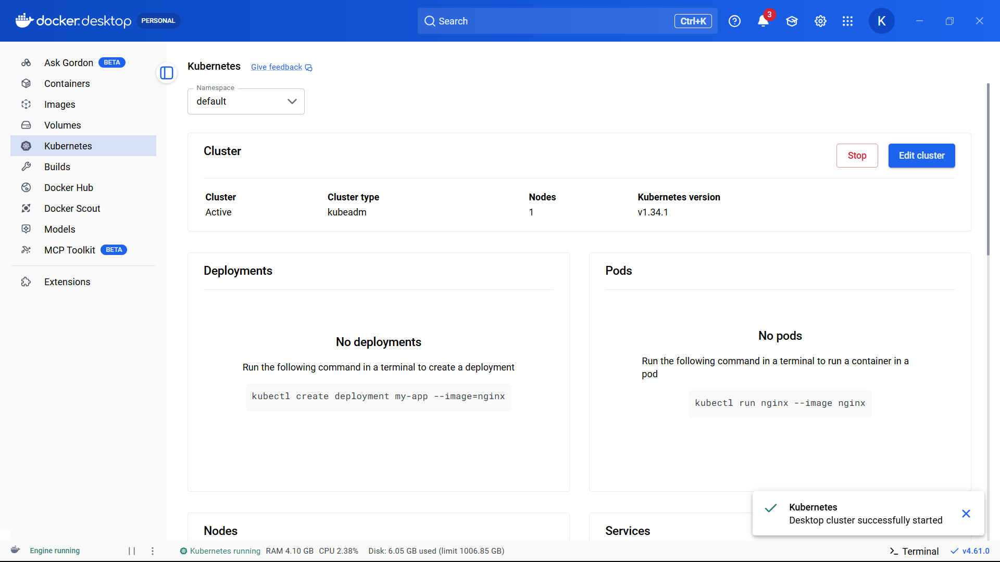 docker.desktop PERSONAL
Search Ctrl+K
3
K
Ask Gordon BETA
Containers
Images
Volumes
Kubernetes
Builds
Docker Hub
Docker Scout
Models
MCP Toolkit BETA
Extensions
Kubernetes Give feedback
Namespace
default
Cluster
Stop Edit cluster
Cluster Cluster type Nodes Kubernetes version
Active kubeadm 1 v1.34.1
Deployments
No deployments
Run the following command in a terminal to create a deployment
kubectl create deployment my-app --image=nginx
Pods
No pods
Run the following command in a terminal to run a container in a
pod
kubectl run nginx --image nginx
Nodes
Services
Kubernetes
Desktop cluster successfully started
Engine running
Kubernetes running RAM 4.10 GB CPU 2.38% Disk: 6.05 GB used (limit 1006.85 GB)
Terminal v4.61.0